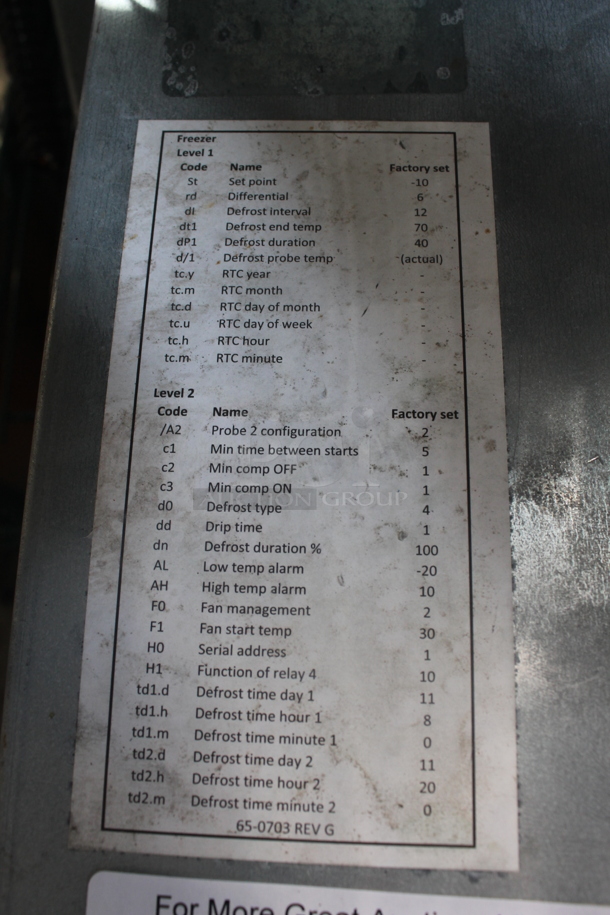 Freezer
Level 1
Code Name Factory set
St Set point -10
rd Differential 6
dI Defrost interval 12
dt1 Defrost end temp 70
dP1 Defrost duration 40
d/1 Defrost probe temp (actual)
tc.y RTC year -
tc.m RTC month -
tc.d RTC day of month -
tc.u RTC day of week -
tc.h RTC hour -
tc.m RTC minute -
Level 2
Code Name Factory set
/A2 Probe 2 configuration 2
c1 Min time between starts 5
c2 Min comp OFF 1
c3 Min comp ON 1
d0 Defrost type 4
dd Drip time 1
dn Defrost duration % 100
AL Low temp alarm -20
AH High temp alarm 10
F0 Fan management 2
F1 Fan start temp 30
H0 Serial address 1
H1 Function of relay 4 10
td1.d Defrost time day 1 11
td1.h Defrost time hour 1 8
td1.m Defrost time minute 1 0
td2.d Defrost time day 2 11
td2.h Defrost time hour 2 20
td2.m Defrost time minute 2 0
65-0703 REV G
AUCTION GROUP
For More Great